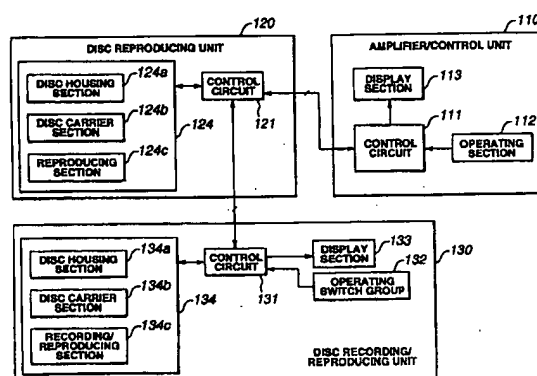 120
DISC REPRODUCING UNIT
DISC HOUSING SECTION
124a
DISC CARRIER SECTION
124b
REPRODUCING SECTION
124c
124
CONTROL CIRCUIT
121
110
AMPLIFIER/CONTROL UNIT
DISPLAY SECTION
113
111
CONTROL CIRCUIT
112
OPERATING SECTION
DISC HOUSING SECTION
134a
DISC CARRIER SECTION
134b
RECORDING/ REPRODUCING SECTION
134c
134
CONTROL CIRCUIT
131
DISPLAY SECTION
133
132
OPERATING SWITCH GROUP
130
DISC RECORDING/ REPRODUCING UNIT